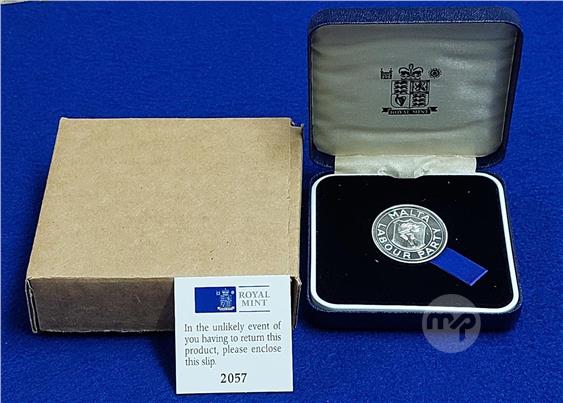 ROYAL MINT
MALTA
LABOUR PARTY
ROYAL
MINT
In the unlikely event of
you having to return this
product, please enclose
this slip.
2057
mp